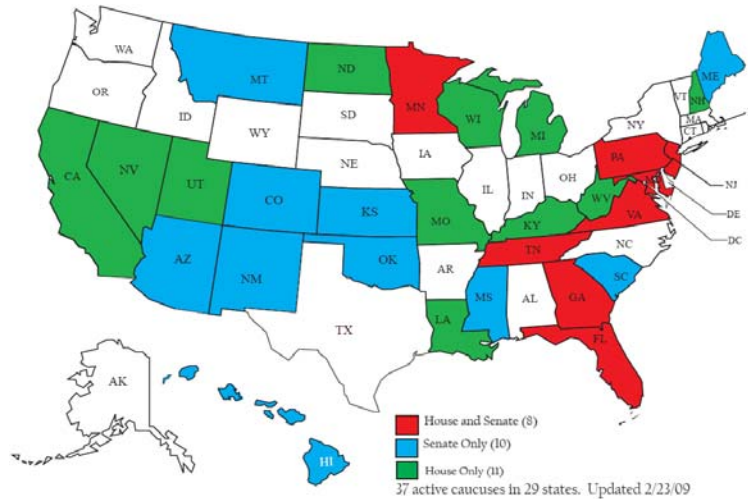 WA
MT
ND
MN
ME
VT
NH
OR
ID
WY
SD
WI
MI
NY
MA
CT
NV
UT
CA
CO
NE
IA
IL
IN
OH
PA
NJ
DE
DC
KS
MO
KY
WV
VA
AZ
NM
OK
AR
TN
NC
SC
MS
AL
GA
LA
TX
FL
AK
HI
House and Senate (8)
Senate Only (10)
House Only (11)
37 active caucuses in 29 states. Updated 2/23/09